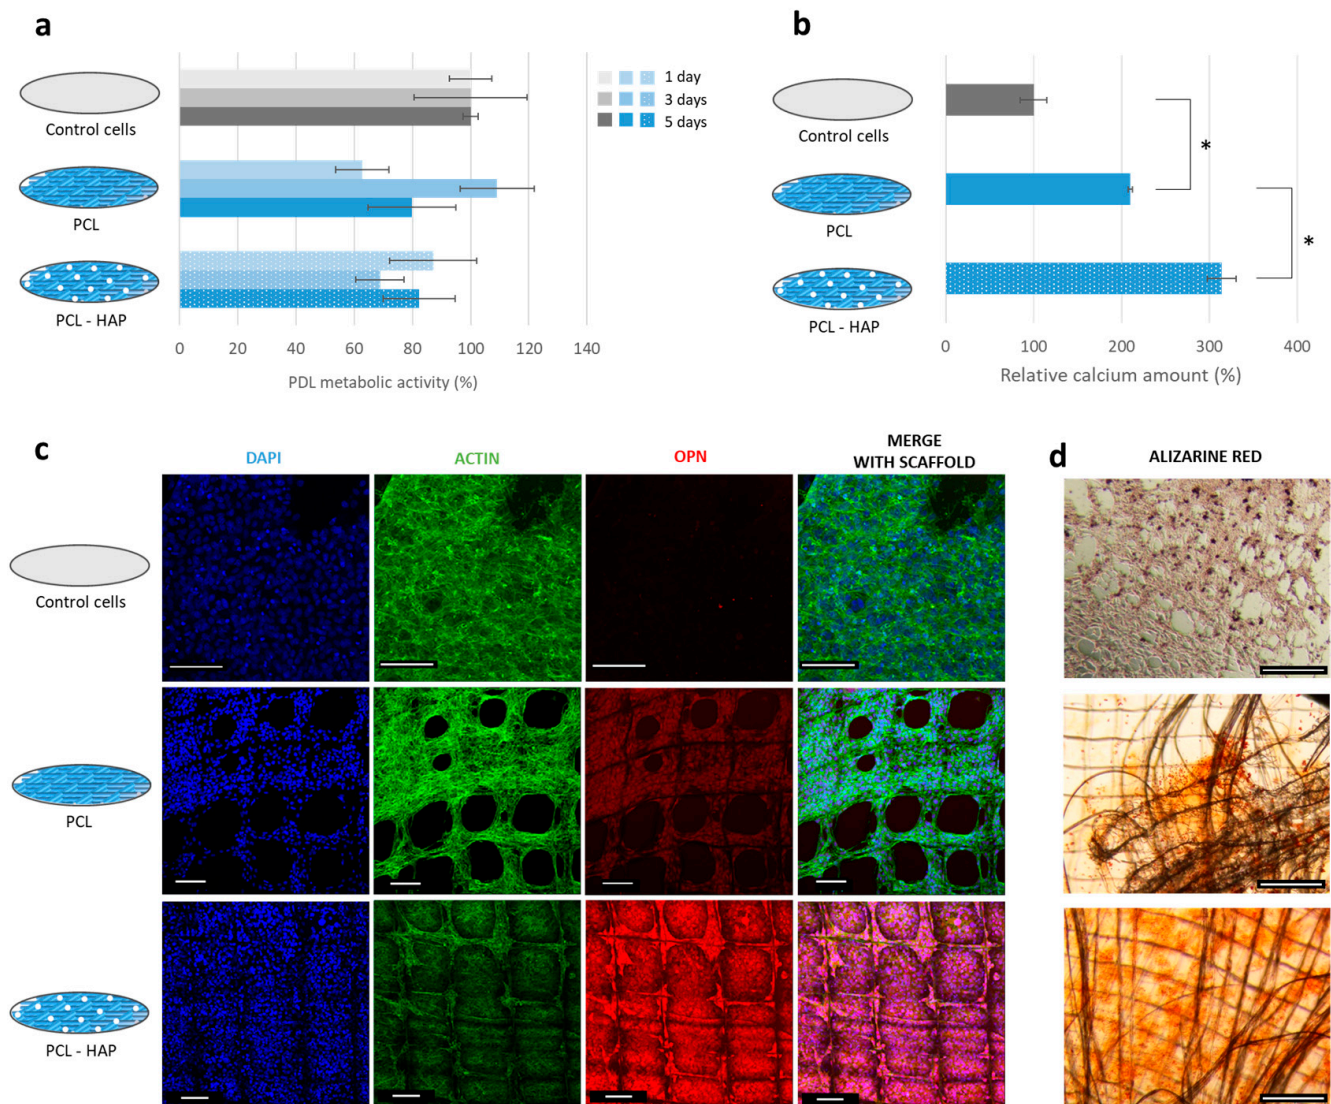 a
Control cells
PCL
PCL - HAP
1 day
3 days
5 days
0 20 40 60 80 100 120 140
PDL metabolic activity (%)
b
Control cells
PCL
PCL - HAP
*
*
0 100 200 300 400
Relative calcium amount (%)
c
DAPI
ACTIN
OPN
MERGE
WITH SCAFFOLD
Control cells
PCL
PCL - HAP
d
ALIZARINE RED